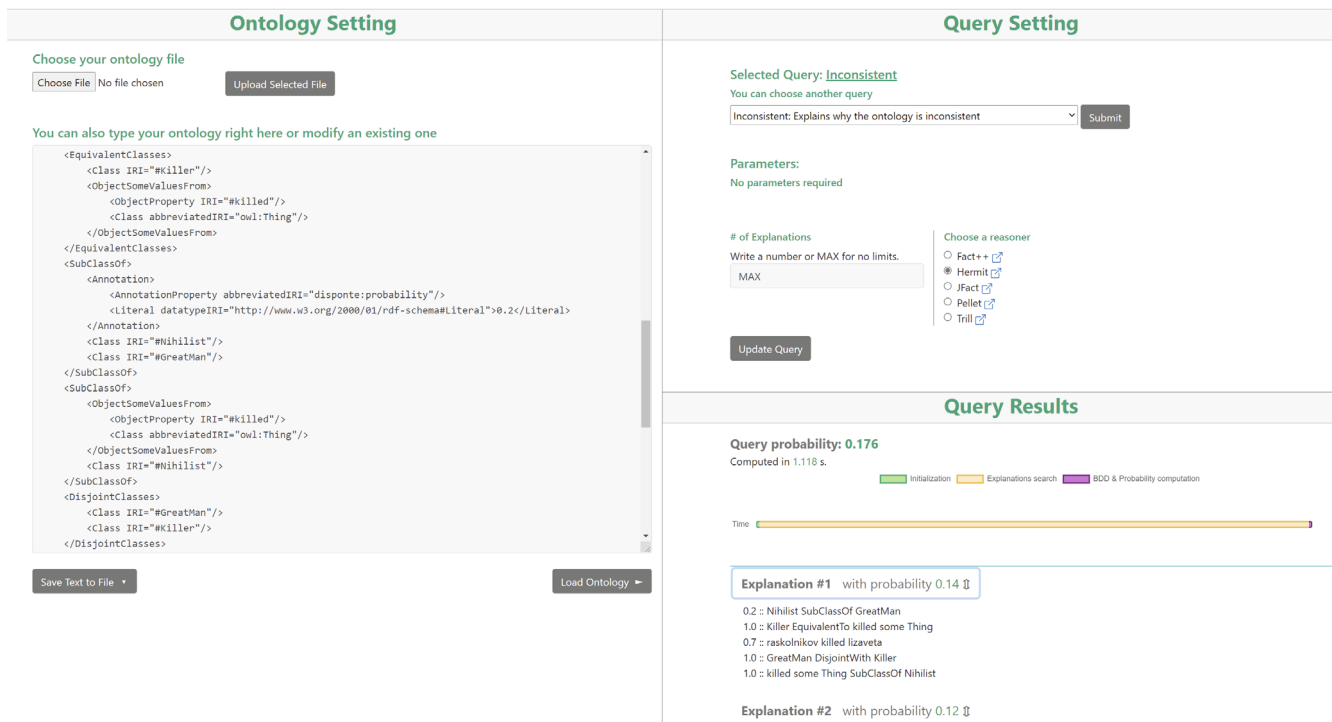 Ontology Setting
Choose your ontology file
Choose File No file chosen
Upload Selected File
You can also type your ontology right here or modify an existing one
<EquivalentClasses>
<Class IRI="#Killer"/>
<ObjectSomeValuesFrom>
<ObjectProperty IRI="#killed"/>
<Class abbreviatedIRI="owl:Thing"/>
</ObjectSomeValuesFrom>
</EquivalentClasses>
<SubClassOf>
<Annotation>
<AnnotationProperty abbreviatedIRI="disponte:probability"/>
<Literal datatypeIRI="http://www.w3.org/2000/01/rdf-schema#Literal">0.2</Literal>
</Annotation>
<Class IRI="#Nihilist"/>
<Class IRI="#GreatMan"/>
</SubClassOf>
<SubClassOf>
<ObjectSomeValuesFrom>
<ObjectProperty IRI="#killed"/>
<Class abbreviatedIRI="owl:Thing"/>
</ObjectSomeValuesFrom>
<Class IRI="#Nihilist"/>
</SubClassOf>
<DisjointClasses>
<Class IRI="#GreatMan"/>
<Class IRI="#Killer"/>
</DisjointClasses>
Save Text to File
Load Ontology
Query Setting
Selected Query: Inconsistent
You can choose another query
Inconsistent: Explains why the ontology is inconsistent
Submit
Parameters:
No parameters required
# of Explanations
Write a number or MAX for no limits.
MAX
Choose a reasoner
Fact++
Hermit
JFact
Pellet
Trill
Update Query
Query Results
Query probability: 0.176
Computed in 1.118 s.
Initialization Explanations search BDD & Probability computation
Time
Explanation #1 with probability 0.14 ⇕
0.2 :: Nihilist SubClassOf GreatMan
1.0 :: Killer EquivalentTo killed some Thing
0.7 :: raskolnikov killed lizaveta
1.0 :: GreatMan DisjointWith Killer
1.0 :: killed some Thing SubClassOf Nihilist
Explanation #2 with probability 0.12 ⇕